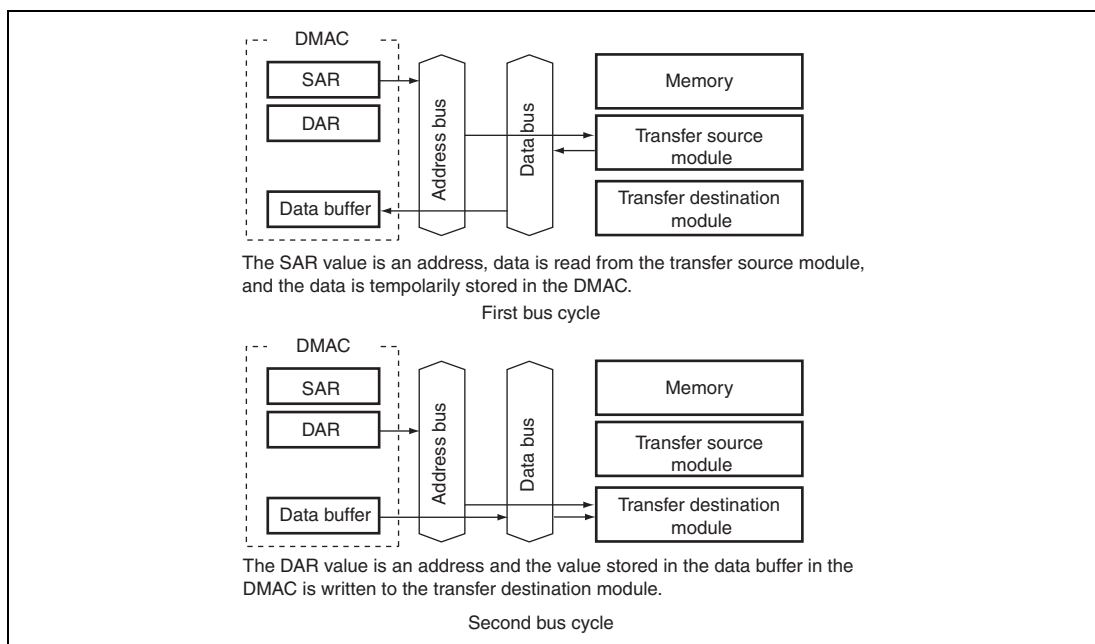 DMAC
SAR
DAR
Data buffer
Address bus
Data bus
Memory
Transfer source
module
Transfer destination
module
The SAR value is an address, data is read from the transfer source module,
and the data is tempolarily stored in the DMAC.
First bus cycle
DMAC
SAR
DAR
Data buffer
Address bus
Data bus
Memory
Transfer source
module
Transfer destination
module
The DAR value is an address and the value stored in the data buffer in the
DMAC is written to the transfer destination module.
Second bus cycle